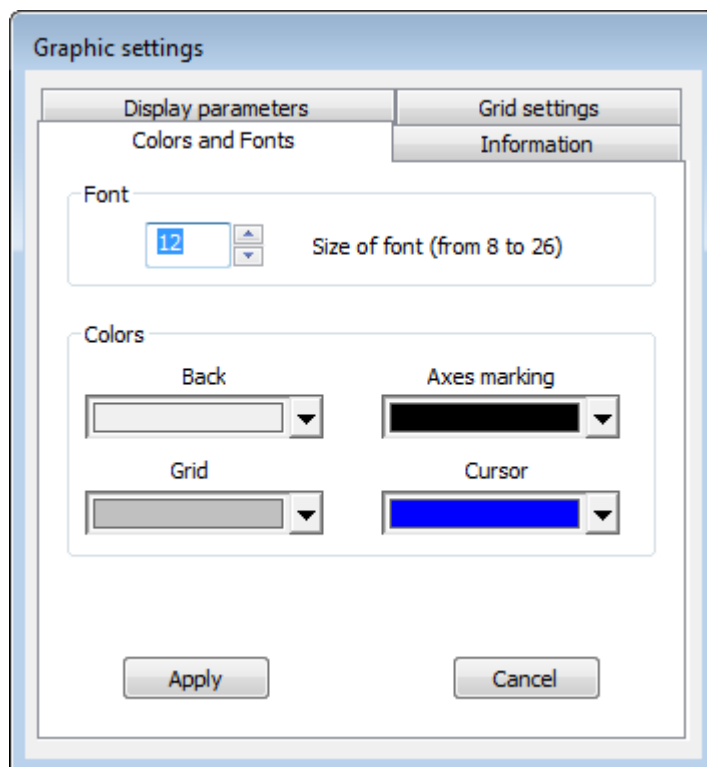 Graphic settings
Display parameters Grid settings
Colors and Fonts Information
Font
12 Size of font (from 8 to 26)
Colors
Back Axes marking
Grid Cursor
Apply Cancel